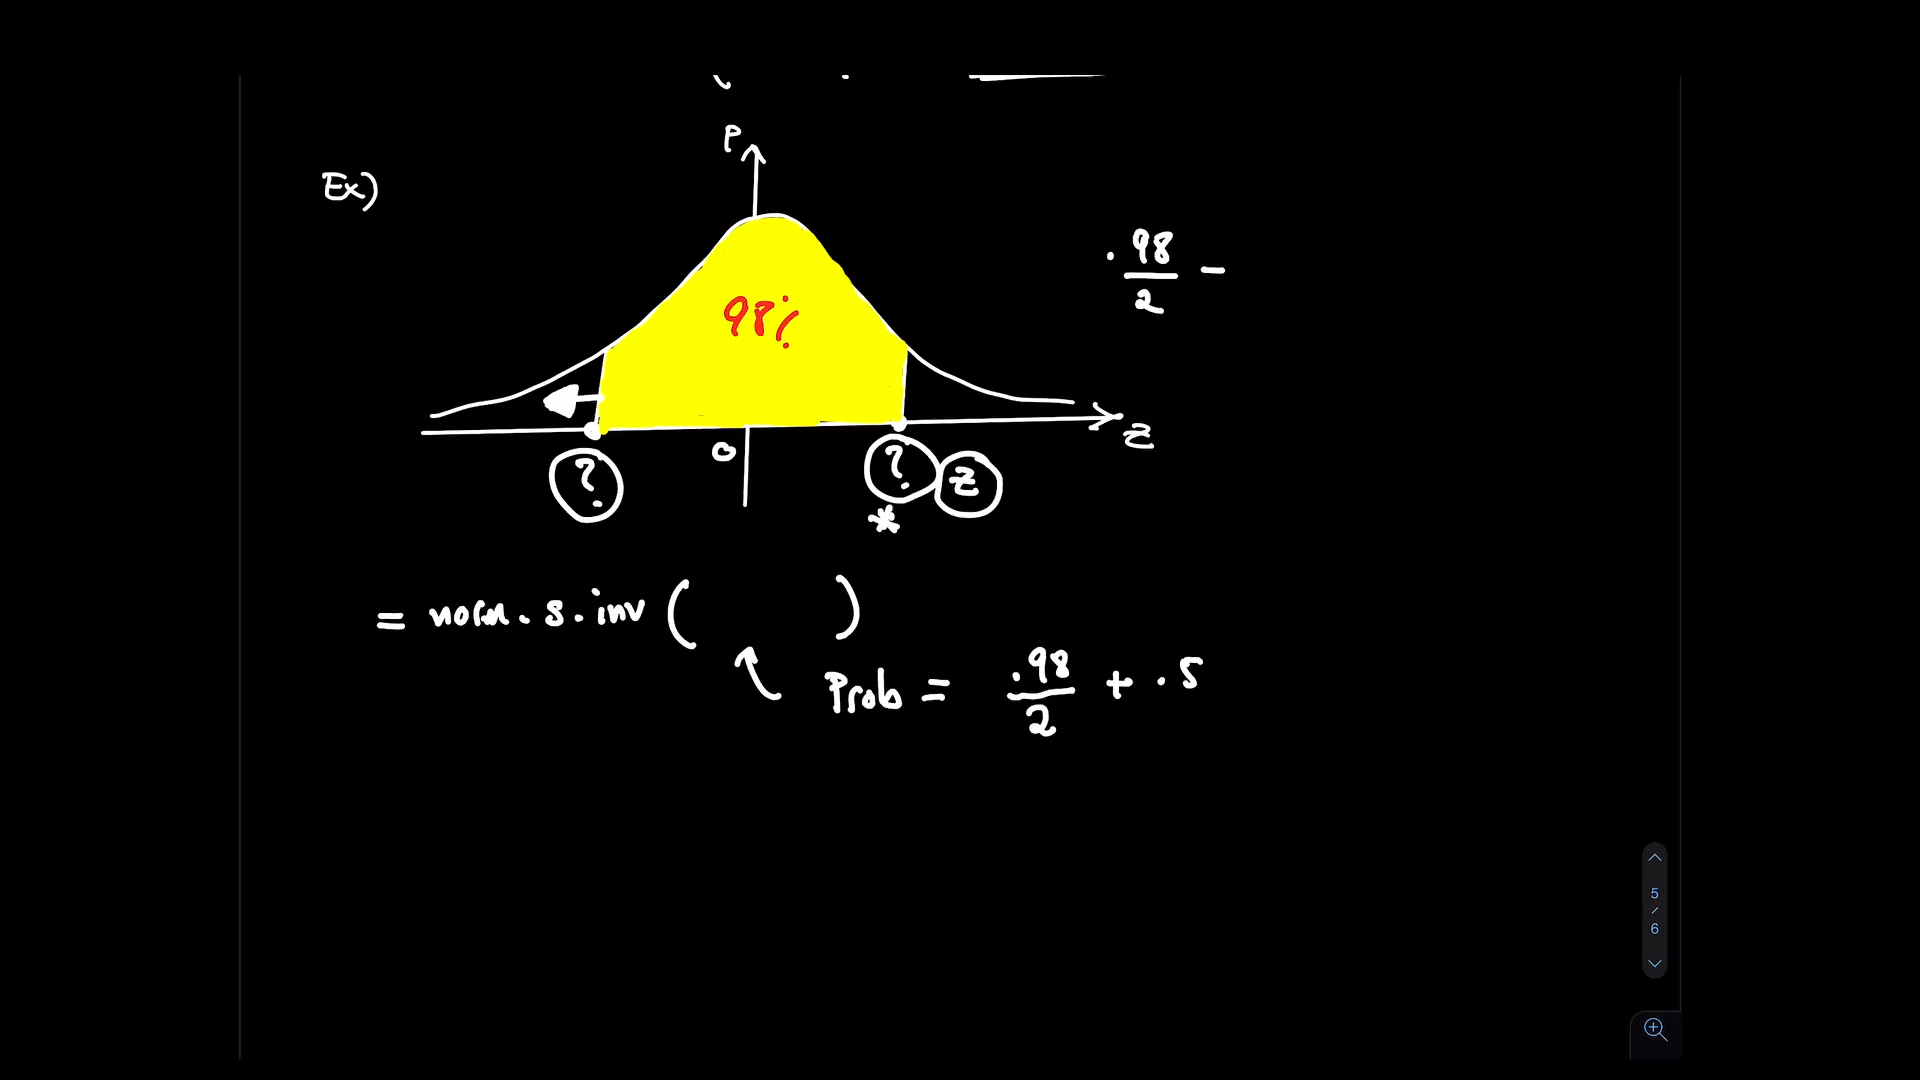 P
Ex)
.98/2 -
98%
0
z
? ? z
*
= norm.s.inv( )
Prob = .98/2 + .5
5
/
6